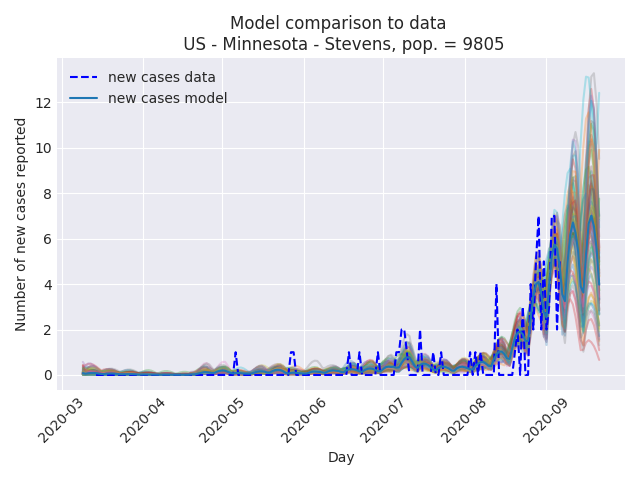 Model comparison to data
US - Minnesota - Stevens, pop. = 9805
new cases data
new cases model
Number of new cases reported
12
10
8
6
4
2
0
2020-03
2020-04
2020-05
2020-06
2020-07
2020-08
2020-09
Day